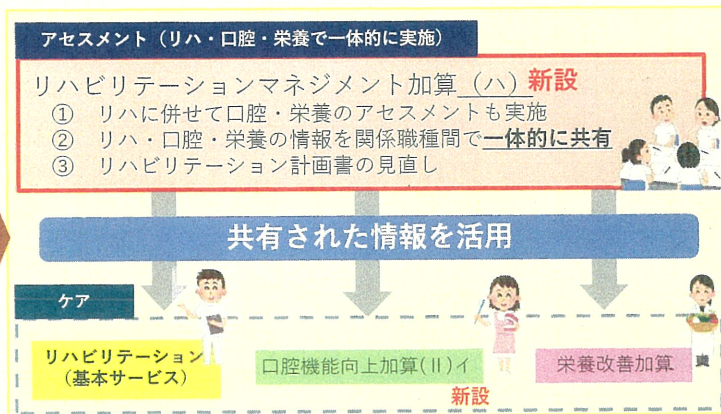 アセスメント（リハ・口腔・栄養で一体的に実施）
リハビリテーションマネジメント加算（ハ）新設
① リハに併せて口腔・栄養のアセスメントも実施
② リハ・口腔・栄養の情報を関係職種間で一体的に共有
③ リハビリテーション計画書の見直し
共有された情報を活用
ケア
リハビリテーション
（基本サービス）
口腔機能向上加算(Ⅱ)イ
新設
栄養改善加算